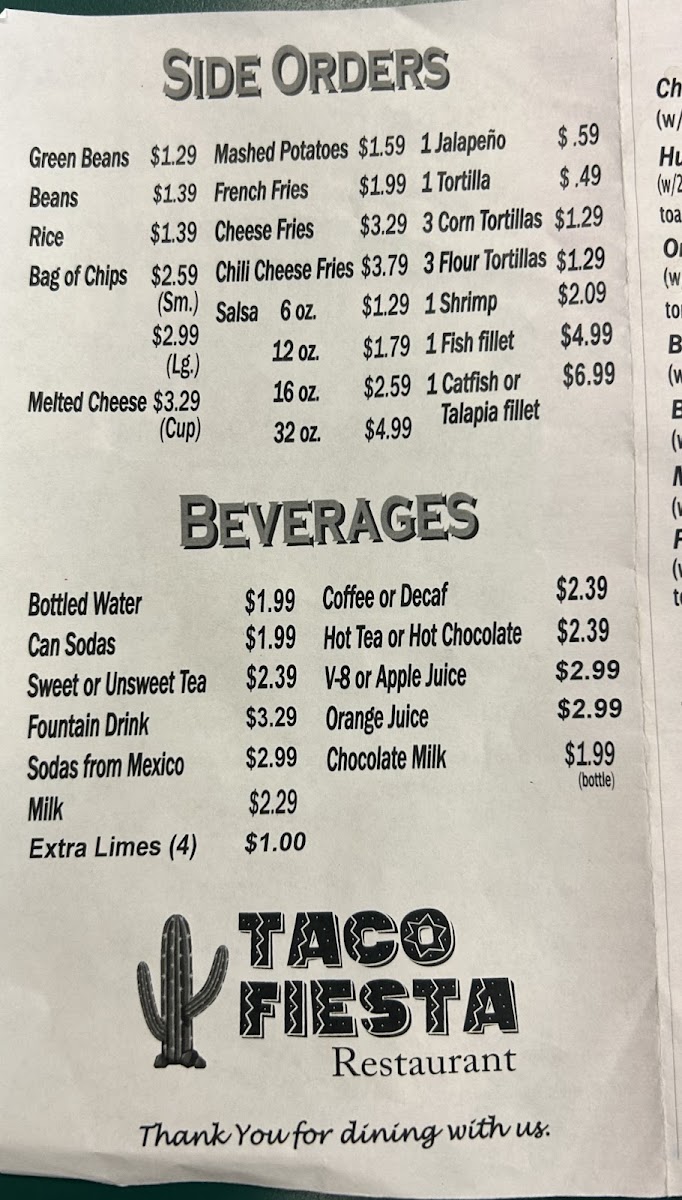 SIDE ORDERS
Green Beans $1.29 Mashed Potatoes $1.59 1 Jalapeño $ .59
Beans $1.39 French Fries $1.99 1 Tortilla $ .49
Rice $1.39 Cheese Fries $3.29 3 Corn Tortillas $1.29
Bag of Chips $2.59 Chili Cheese Fries $3.79 3 Flour Tortillas $1.29
(Sm.) Salsa 6 oz. $1.29 1 Shrimp $2.09
$2.99 12 oz. $1.79 1 Fish fillet $4.99
(Lg.) 16 oz. $2.59 1 Catfish or $6.99
Melted Cheese $3.29 Talapia fillet
(Cup) 32 oz. $4.99
BEVERAGES
Bottled Water $1.99 Coffee or Decaf $2.39
Can Sodas $1.99 Hot Tea or Hot Chocolate $2.39
Sweet or Unsweet Tea $2.39 V-8 or Apple Juice $2.99
Fountain Drink $3.29 Orange Juice $2.99
Sodas from Mexico $2.99 Chocolate Milk $1.99
(bottle)
Milk $2.29
Extra Limes (4) $1.00
TACO
FIESTA
Restaurant
Thank You for dining with us.